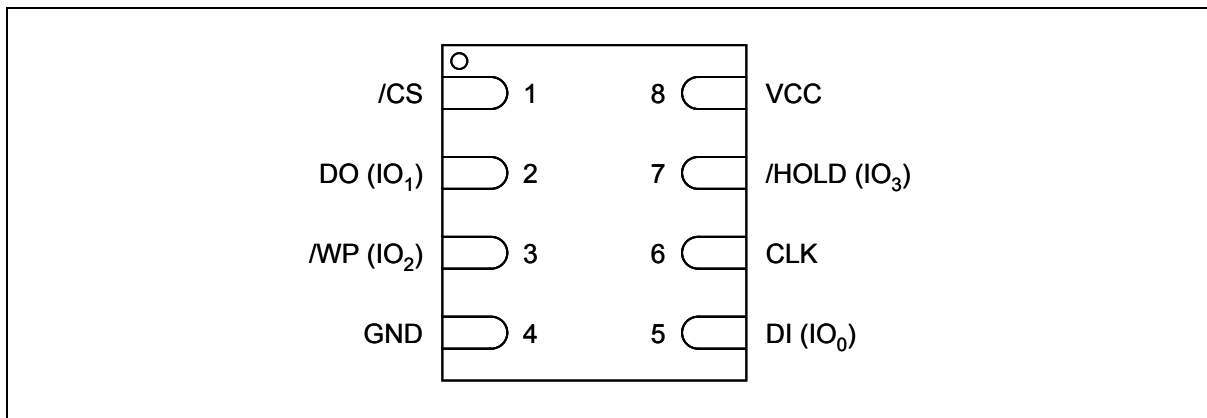 /CS 1 8 VCC
DO (IO1) 2 7 /HOLD (IO3)
/WP (IO2) 3 6 CLK
GND 4 5 DI (IO0)